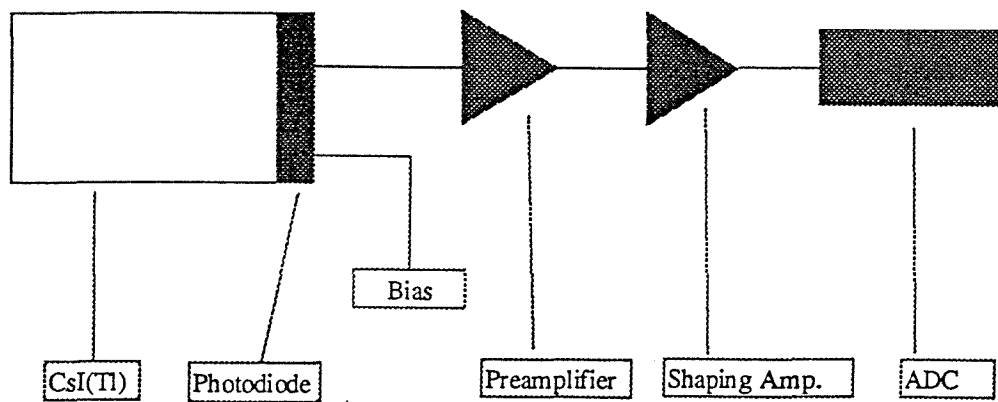 Bias
CsI(Tl)
Photodiode
Preamplifier
Shaping Amp.
ADC